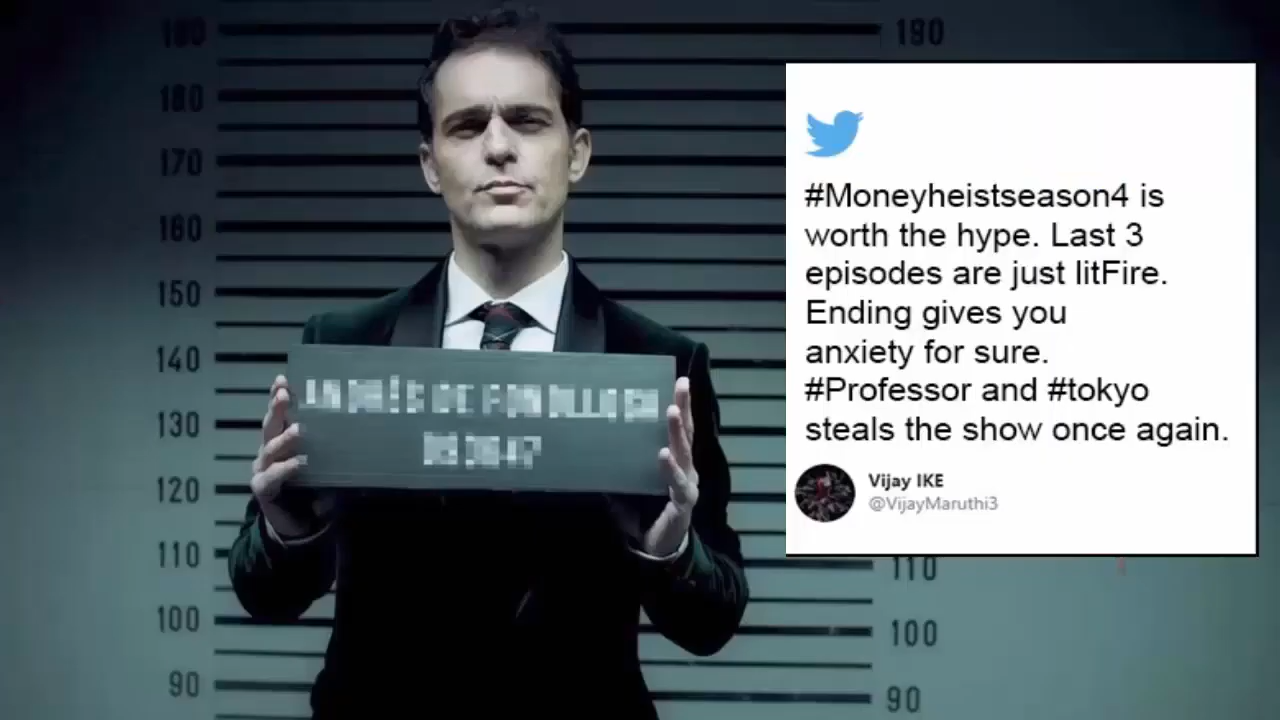 180
190
180
170
160
150
140
130
120
110
110
100
100
90
90
#Moneyheistseason4 is
worth the hype. Last 3
episodes are just litFire.
Ending gives you
anxiety for sure.
#Professor and #tokyo
steals the show once again.
Vijay IKE
@VijayMaruthi3